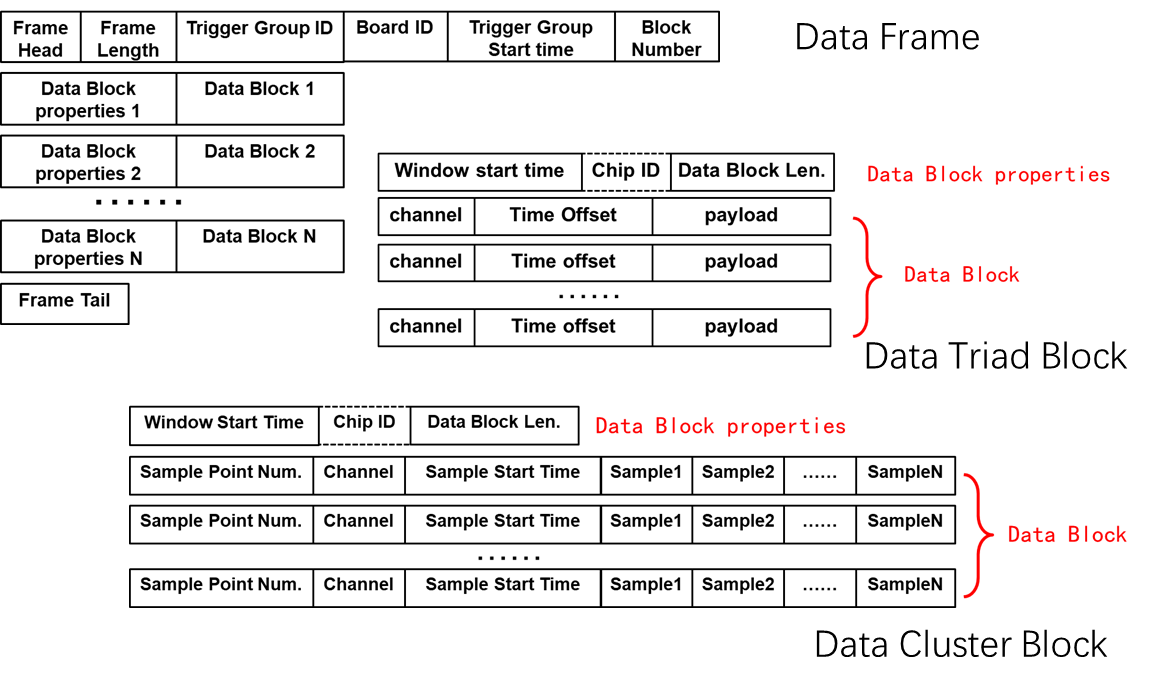 Frame Head Frame Length Trigger Group ID Board ID Trigger Group Start time Block Number
Data Frame
Data Block properties 1 Data Block 1
Data Block properties 2 Data Block 2
......
Data Block properties N Data Block N
Frame Tail
Window start time Chip ID Data Block Len. Data Block properties
channel Time Offset payload
channel Time offset payload
......
channel Time offset payload
Data Block
Data Triad Block
Window Start Time Chip ID Data Block Len. Data Block properties
Sample Point Num. Channel Sample Start Time Sample1 Sample2 ...... SampleN
Sample Point Num. Channel Sample Start Time Sample1 Sample2 ...... SampleN
......
Sample Point Num. Channel Sample Start Time Sample1 Sample2 ...... SampleN
Data Block
Data Cluster Block